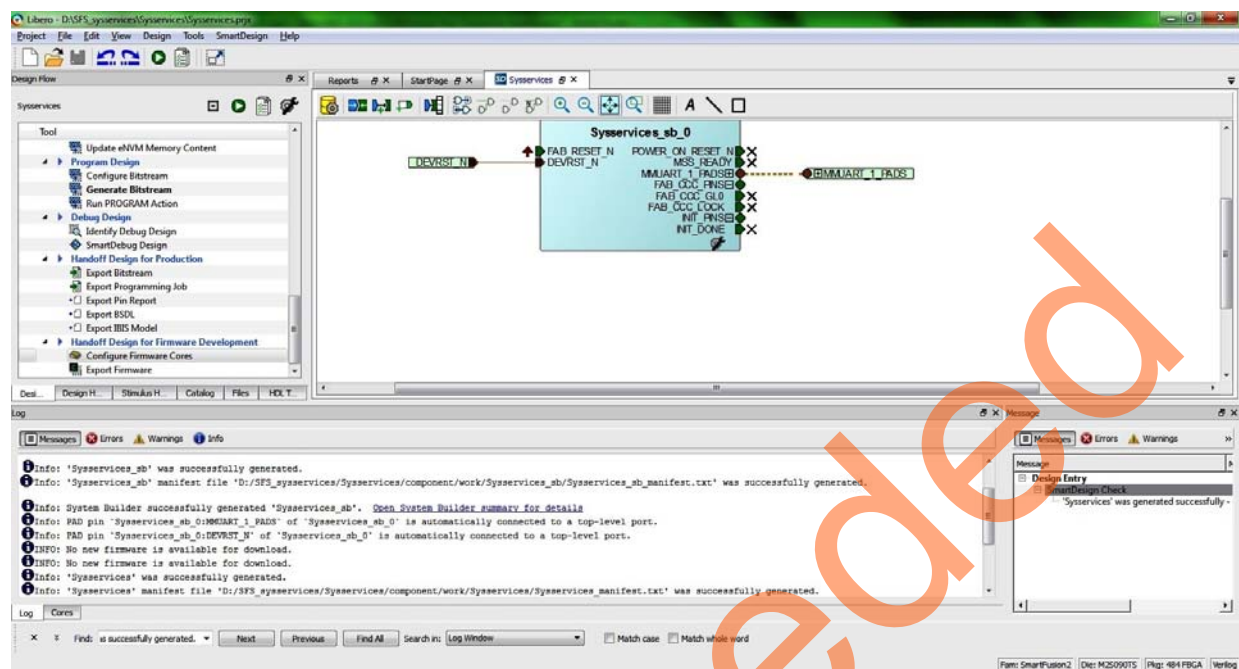 Libero - D:\SFS_sysservices\Sysservices\Sysservices.prjx
Project File Edit View Design Tools SmartDesign Help
Design Flow
Reports StartPage Sysservices
Sysservices
Tool
Update eNVM Memory Content
Program Design
Configure Bitstream
Generate Bitstream
Run PROGRAM Action
Debug Design
Identify Debug Design
SmartDebug Design
Handoff Design for Production
Export Bitstream
Export Programming Job
Export Pin Report
Export BSDL
Export IBIS Model
Handoff Design for Firmware Development
Configure Firmware Cores
Export Firmware
Desi... Design H... Stimulus H... Catalog Files HDL T...
A
Sysservices_sb_0
FAB_RESET_N POWER_ON_RESET_N
DEVRST_N DEVRST_N MSS_READY
MMUART_1_PADS MMUART_1_PADS
FAB_CCC_PINS
FAB_CCC_GL0
FAB_CCC_LOCK
INIT_PINS
INIT_DONE
Log
Messages Errors Warnings Info
Info: 'Sysservices_sb' was successfully generated.
Info: 'Sysservices_sb' manifest file 'D:/SFS_sysservices/Sysservices/component/work/Sysservices_sb/Sysservices_sb_manifest.txt' was successfully generated.
Info: System Builder successfully generated 'Sysservices_sb'. Open System Builder summary for details
Info: PAD pin 'Sysservices_sb_0:MMUART_1_PADS' of 'Sysservices_sb_0' is automatically connected to a top-level port.
Info: PAD pin 'Sysservices_sb_0:DEVRST_N' of 'Sysservices_sb_0' is automatically connected to a top-level port.
INFO: No new firmware is available for download.
INFO: No new firmware is available for download.
Info: 'Sysservices' was successfully generated.
Info: 'Sysservices' manifest file 'D:/SFS_sysservices/Sysservices/component/work/Sysservices/Sysservices_manifest.txt' was successfully generated.
Log Cores
Find: is successfully generated. Next Previous Find All Search in: Log Window Match case Match whole word
Message
Messages Errors Warnings »
Message
Design Entry
SmartDesign Check
'Sysservices' was generated successfully -
Fam: SmartFusion2 Die: M2S090TS Pkg: 484 FBGA Verilog
eded